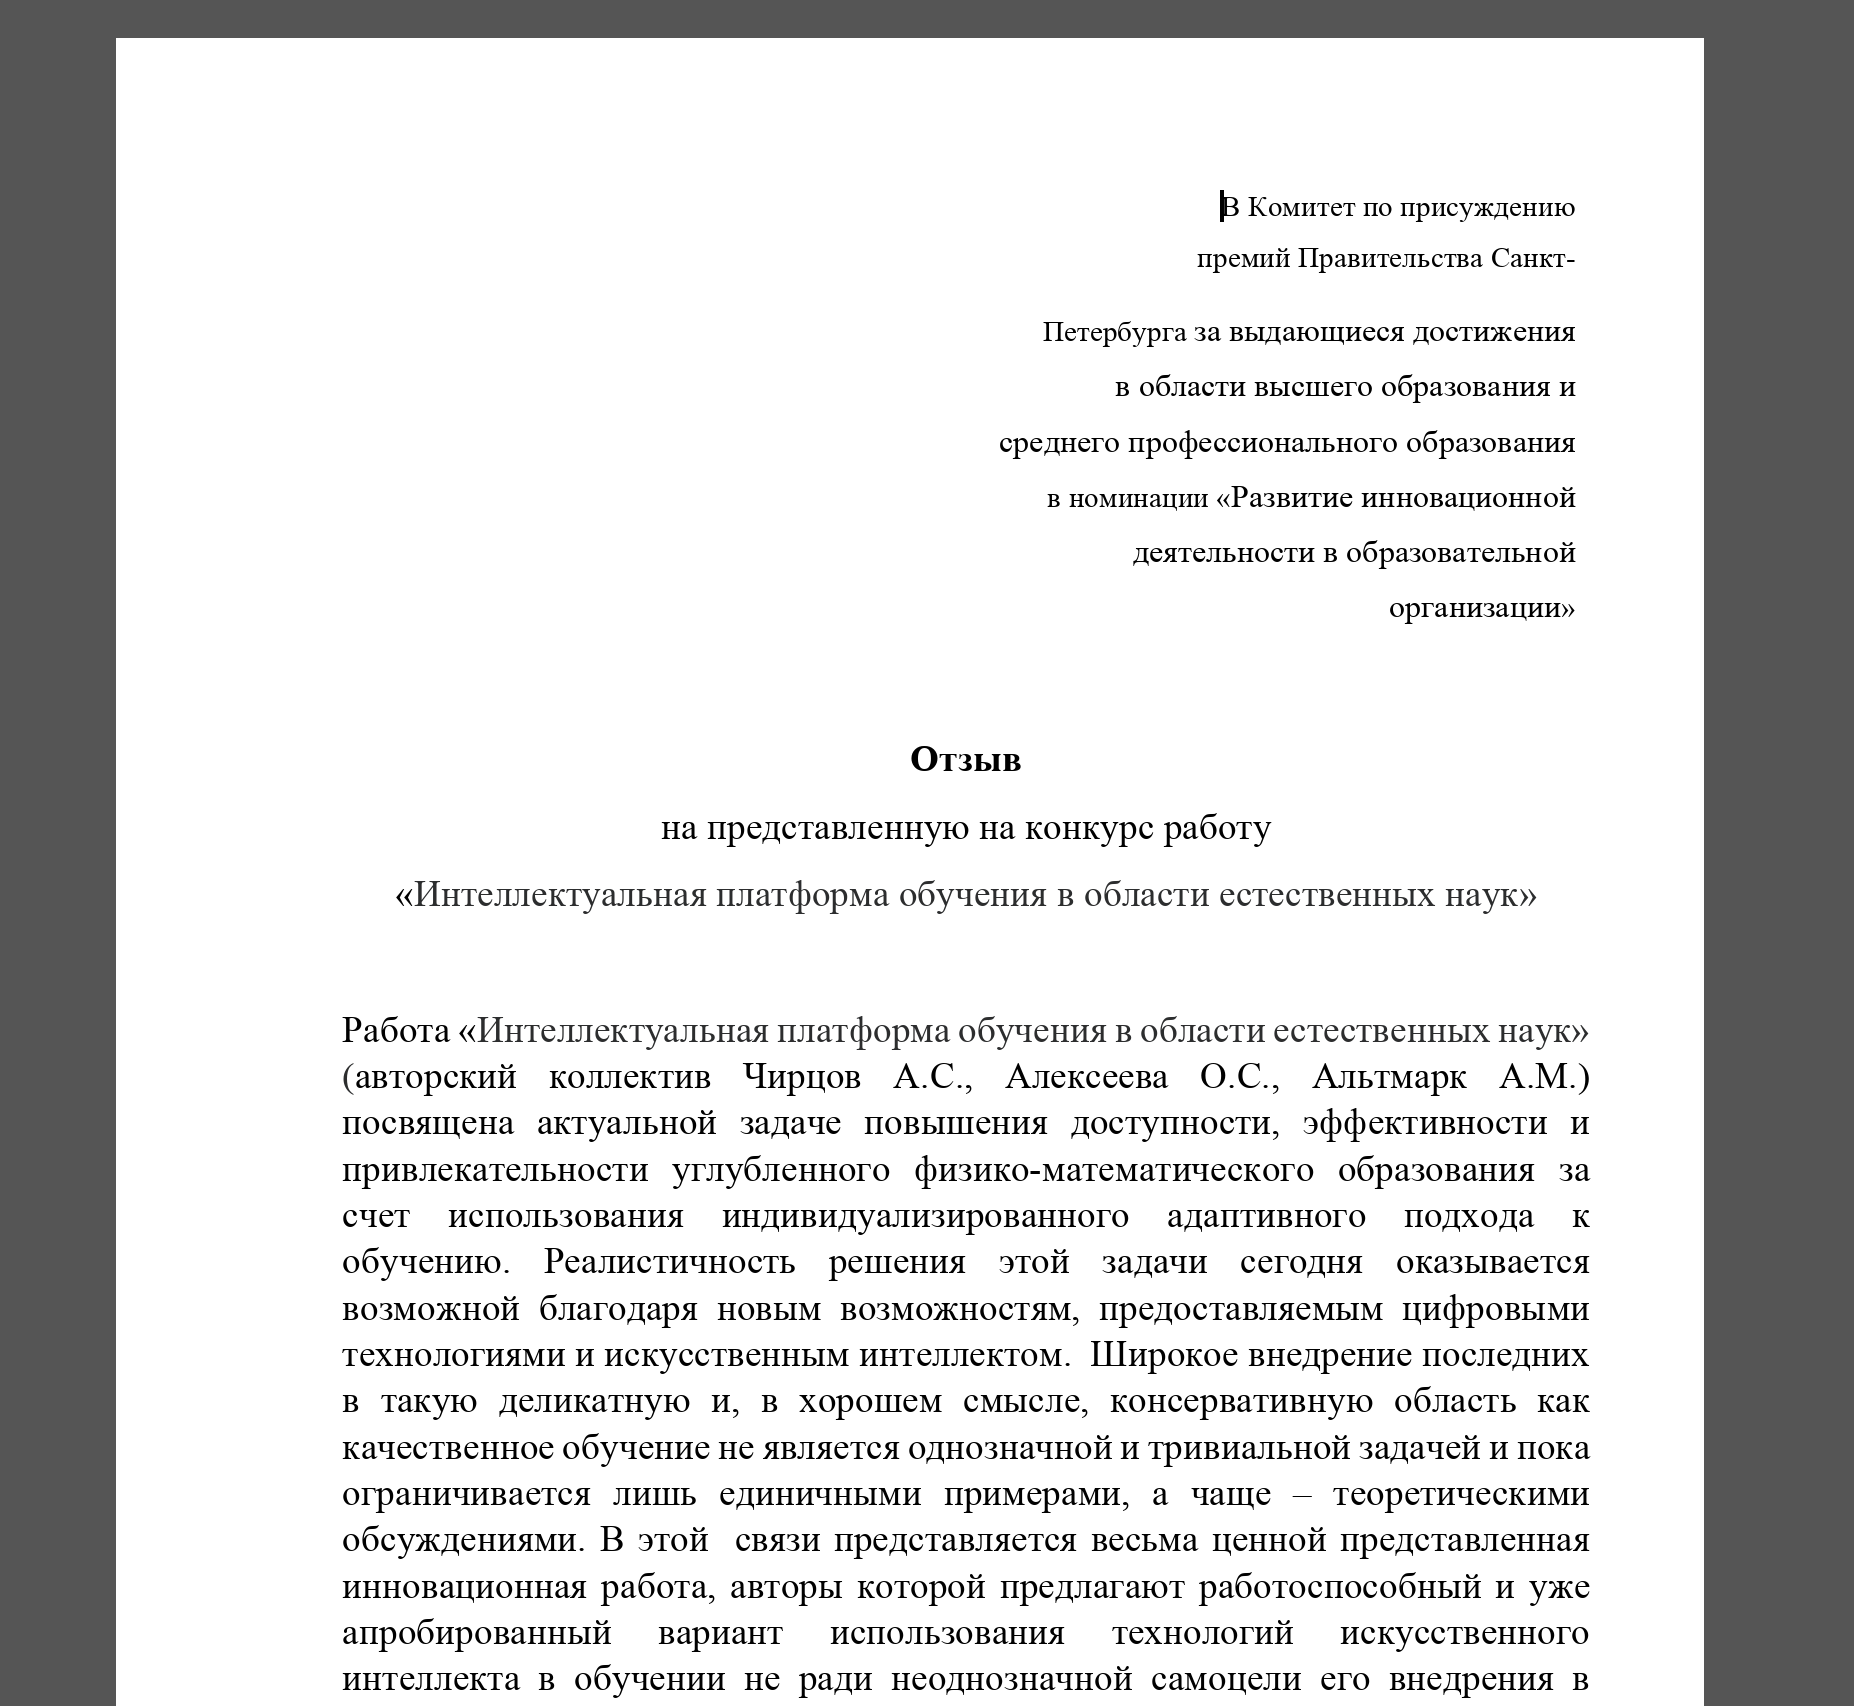 В Комитет по присуждению
премий Правительства Санкт-
Петербурга за выдающиеся достижения
в области высшего образования и
среднего профессионального образования
в номинации «Развитие инновационной
деятельности в образовательной
организации»
Отзыв
на представленную на конкурс работу
«Интеллектуальная платформа обучения в области естественных наук»
Работа «Интеллектуальная платформа обучения в области естественных наук»
(авторский коллектив Чирцов А.С., Алексеева О.С., Альтмарк А.М.)
посвящена актуальной задаче повышения доступности, эффективности и
привлекательности углубленного физико-математического образования за
счет использования индивидуализированного адаптивного подхода к
обучению. Реалистичность решения этой задачи сегодня оказывается
возможной благодаря новым возможностям, предоставляемым цифровыми
технологиями и искусственным интеллектом. Широкое внедрение последних
в такую деликатную и, в хорошем смысле, консервативную область как
качественное обучение не является однозначной и тривиальной задачей и пока
ограничивается лишь единичными примерами, а чаще – теоретическими
обсуждениями. В этой связи представляется весьма ценной представленная
инновационная работа, авторы которой предлагают работоспособный и уже
апробированный вариант использования технологий искусственного
интеллекта в обучении не ради неоднозначной самоцели его внедрения в